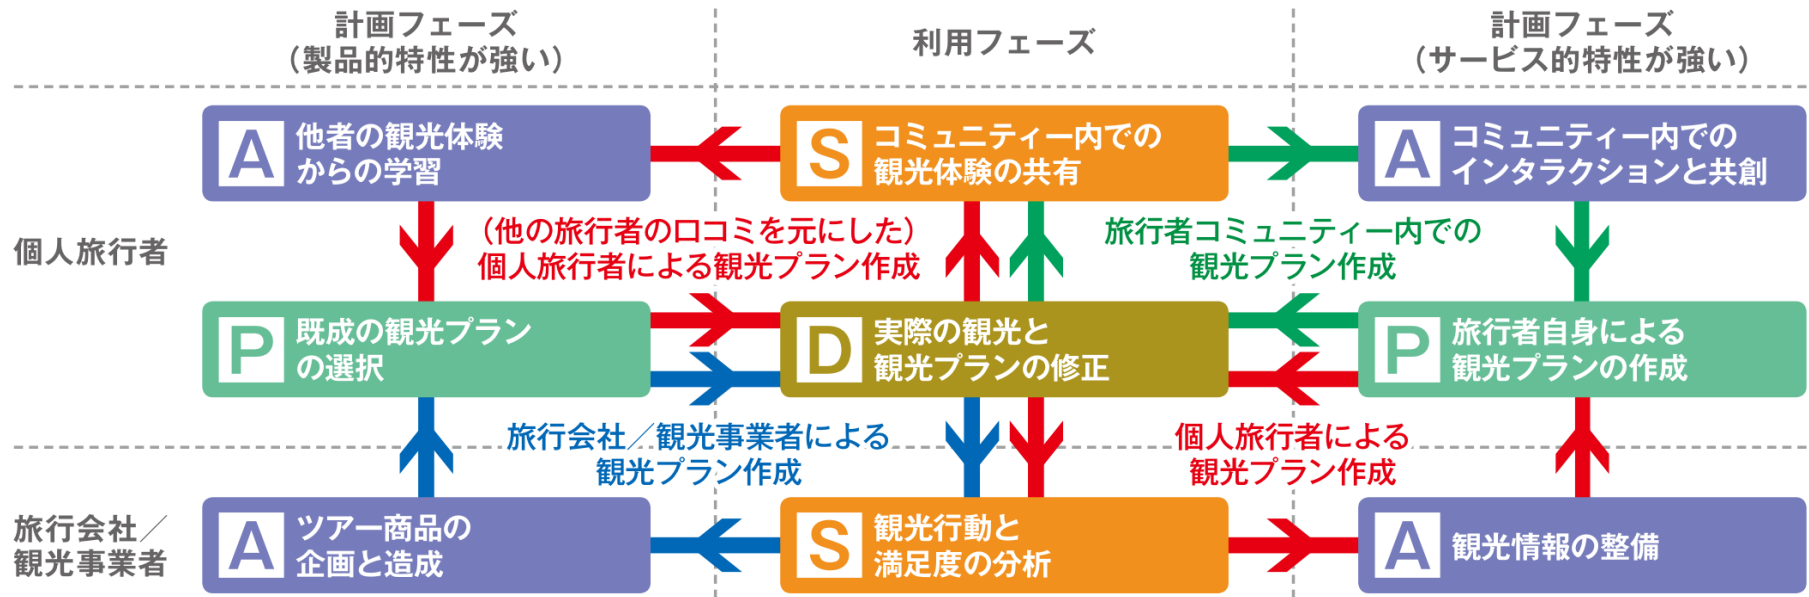 計画フェーズ
（製品的特性が強い）
利用フェーズ
計画フェーズ
（サービス的特性が強い）
個人旅行者
A
他者の観光体験
からの学習
S
コミュニティー内での
観光体験の共有
A
コミュニティー内での
インタラクションと共創
（他の旅行者の口コミを元にした）
個人旅行者による観光プラン作成
旅行者コミュニティー内での
観光プラン作成
P
既成の観光プラン
の選択
D
実際の観光と
観光プランの修正
P
旅行者自身による
観光プランの作成
旅行会社／観光事業者による
観光プラン作成
個人旅行者による
観光プラン作成
旅行会社／
観光事業者
A
ツアー商品の
企画と造成
S
観光行動と
満足度の分析
A
観光情報の整備